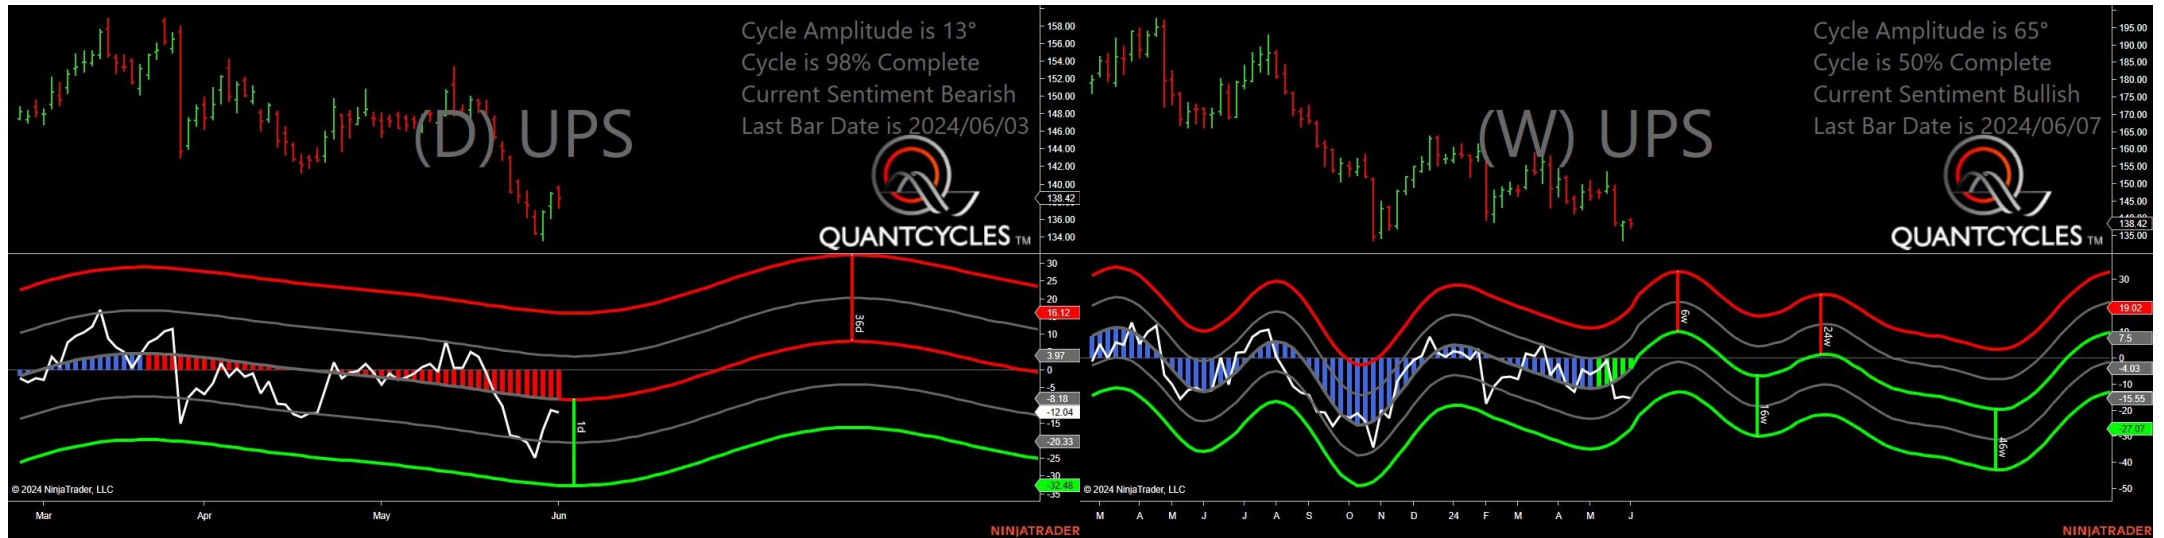 Cycle Amplitude is 13°
Cycle is 98% Complete
Current Sentiment Bearish
Last Bar Date is 2024/06/03
(D) UPS
QUANTCYCLES TM
158.00
156.00
154.00
152.00
150.00
148.00
146.00
144.00
142.00
140.00
138.42
136.00
134.00
30
25
20
16.12
10
3.97
0
-5
-8.18
-12.04
-15
-20.33
-25
-30
-32.48
-35
36d
1d
© 2024 NinjaTrader, LLC
Mar Apr May Jun
NINJATRADER
Cycle Amplitude is 65°
Cycle is 50% Complete
Current Sentiment Bullish
Last Bar Date is 2024/06/07
(W) UPS
QUANTCYCLES TM
195.00
190.00
185.00
180.00
175.00
170.00
165.00
160.00
155.00
150.00
145.00
138.42
135.00
30
19.02
7.5
0
-4.03
-10
-15.55
-20
-27.07
-40
-50
6w
24w
16w
46w
© 2024 NinjaTrader, LLC
M A M J J A S O N D 24 F M A M J
NINJATRADER